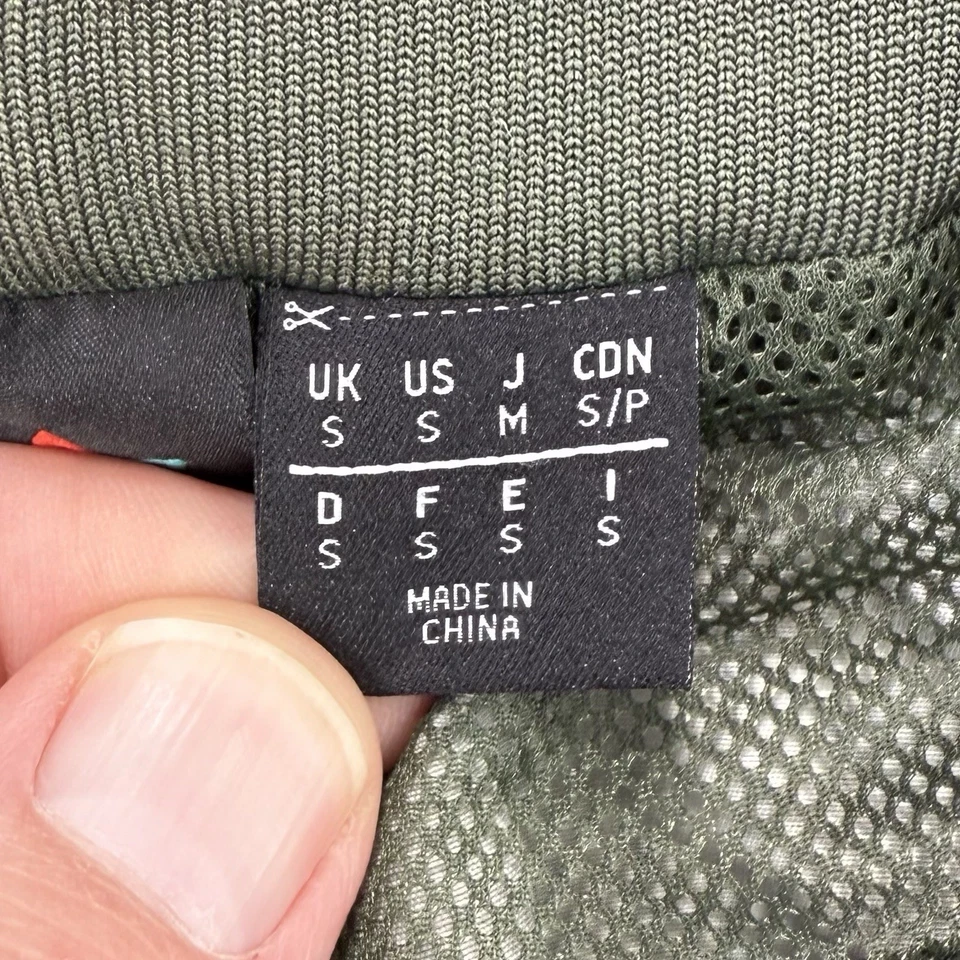 UK US J CDN
S S M S/P
D F E I
S S S S
MADE IN
CHINA